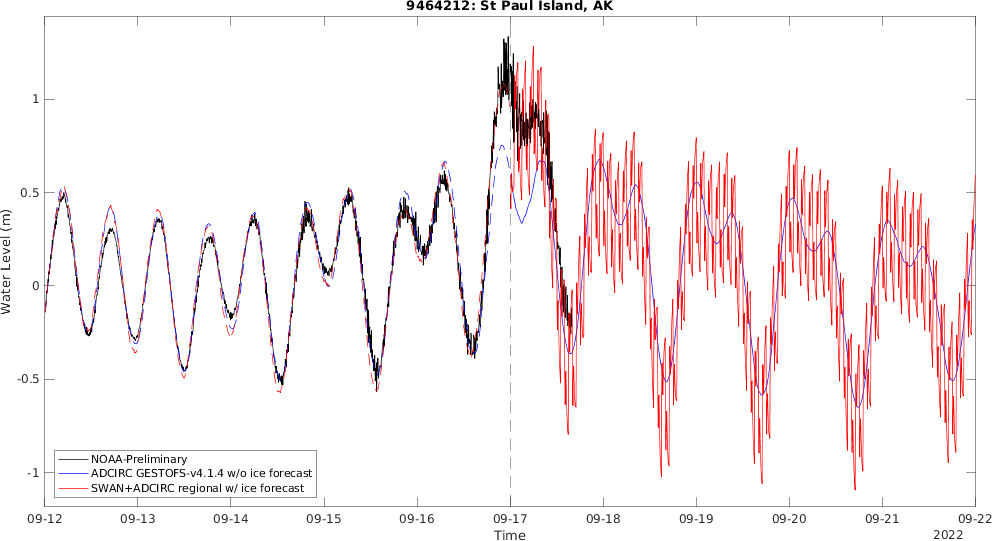 9464212: St Paul Island, AK
Water Level (m)
1
0.5
0
-0.5
-1
NOAA-Preliminary
ADCIRC GESTOFS-v4.1.4 w/o ice forecast
SWAN+ADCIRC regional w/ ice forecast
09-12 09-13 09-14 09-15 09-16 09-17 09-18 09-19 09-20 09-21 09-22
Time
2022